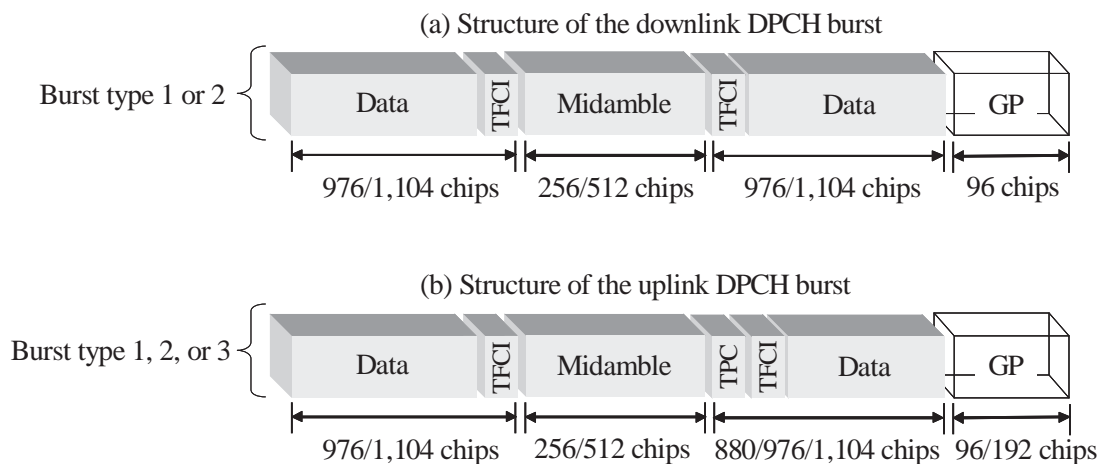 (a) Structure of the downlink DPCH burst
Burst type 1 or 2
Data
TFCI
Midamble
TFCI
Data
GP
976/1,104 chips
256/512 chips
976/1,104 chips
96 chips
(b) Structure of the uplink DPCH burst
Burst type 1, 2, or 3
Data
TFCI
Midamble
TPC
TFCI
Data
GP
976/1,104 chips
256/512 chips
880/976/1,104 chips
96/192 chips